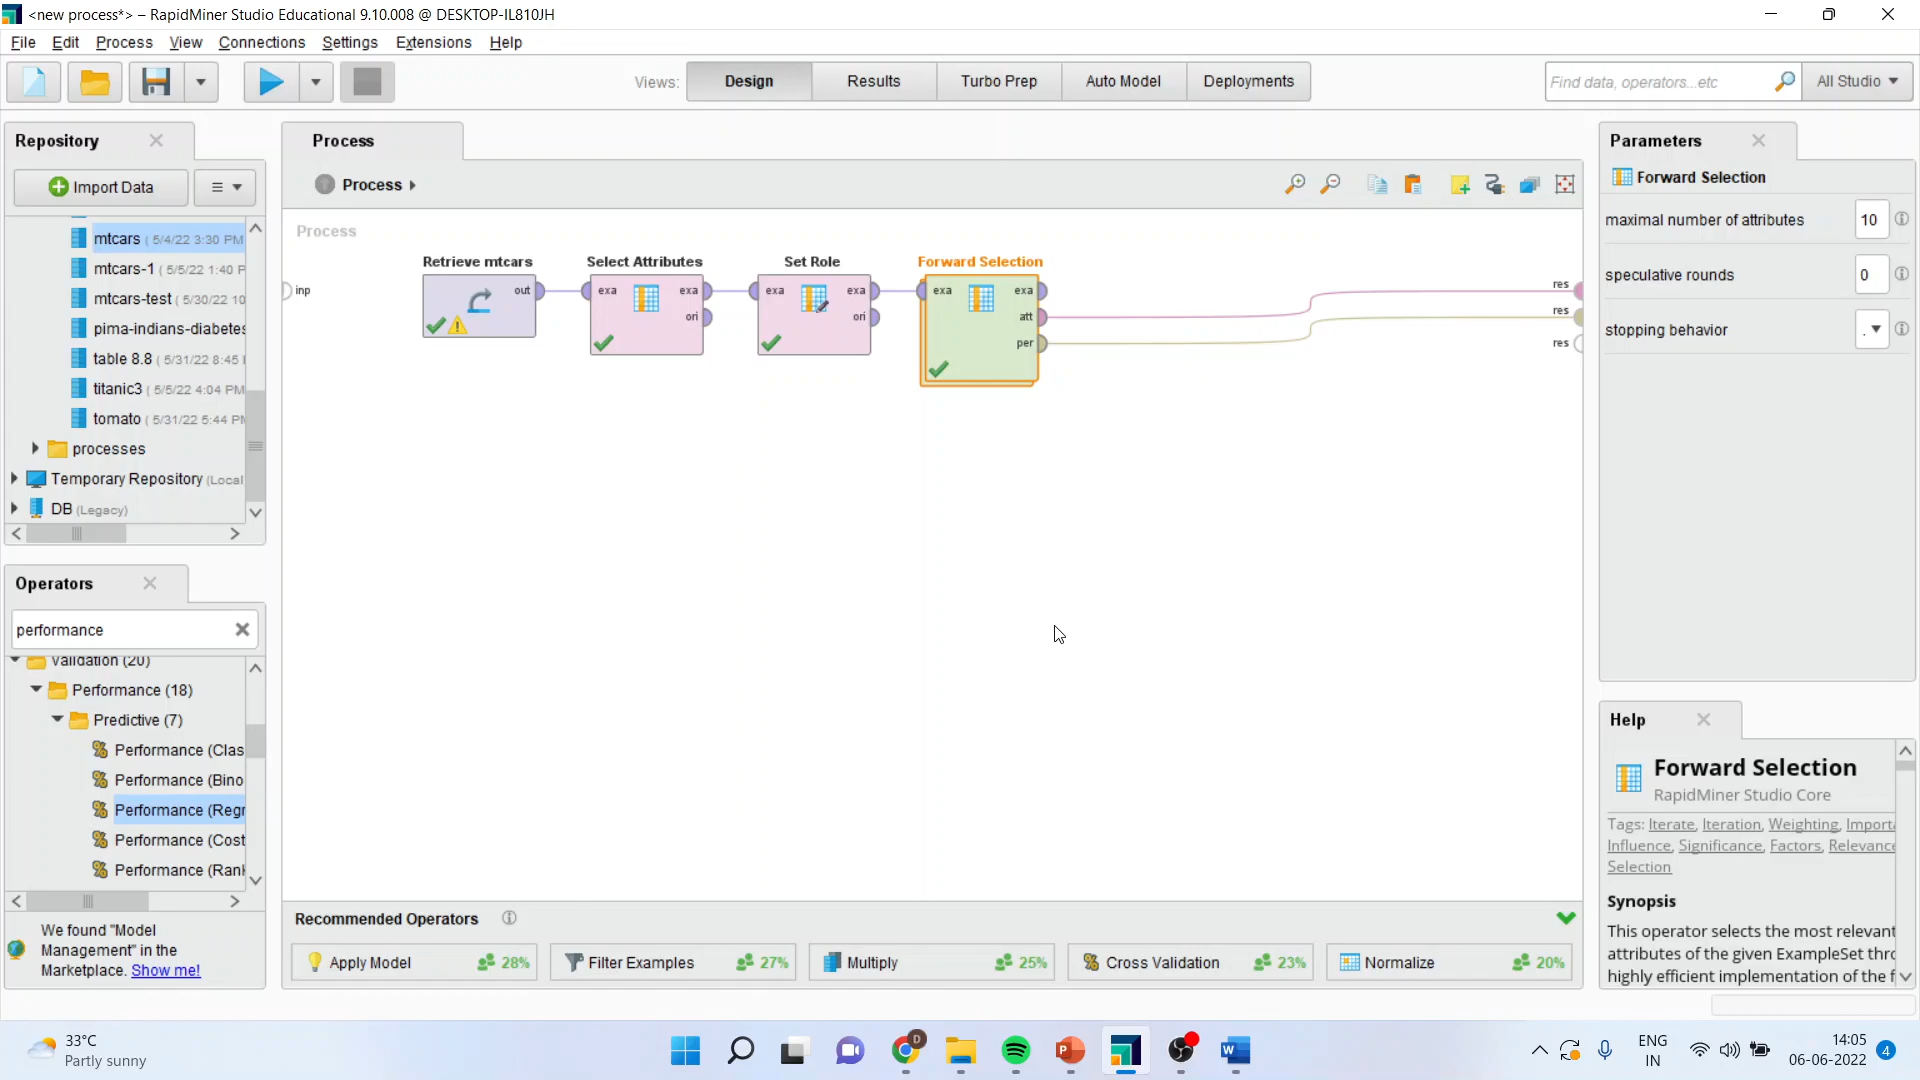 <new process*> – RapidMiner Studio Educational 9.10.008 @ DESKTOP-IL810JH
File Edit Process View Connections Settings Extensions Help
Views: Design Results Turbo Prep Auto Model Deployments
Find data, operators...etc All Studio
Repository
Import Data
mtcars ( 5/4/22 3:30 PM
mtcars-1 ( 5/5/22 1:40 P
mtcars-test ( 5/30/22 10
pima-indians-diabetes
table 8.8 ( 5/31/22 8:45
titanic3 ( 5/5/22 4:04 PM
tomato ( 5/31/22 5:44 PM
processes
Temporary Repository (Local
DB (Legacy)
Operators
performance
Validation (20)
Performance (18)
Predictive (7)
Performance (Clas
Performance (Bino
Performance (Regr
Performance (Cost
Performance (Ran
We found "Model
Management" in the
Marketplace. Show me!
Process
Process
Process
inp
Retrieve mtcars
out
Select Attributes
exa exa
ori
Set Role
exa exa
ori
Forward Selection
exa exa
att
per
res
res
res
Recommended Operators
Apply Model 28%
Filter Examples 27%
Multiply 25%
Cross Validation 23%
Normalize 20%
Parameters
Forward Selection
maximal number of attributes 10
speculative rounds 0
stopping behavior .
Help
Forward Selection
RapidMiner Studio Core
Tags: Iterate, Iteration, Weighting, Importa
Influence, Significance, Factors, Relevance
Selection
Synopsis
This operator selects the most relevant
attributes of the given ExampleSet thro
highly efficient implementation of the f
33°C
Partly sunny
ENG
IN
14:05
06-06-2022
4